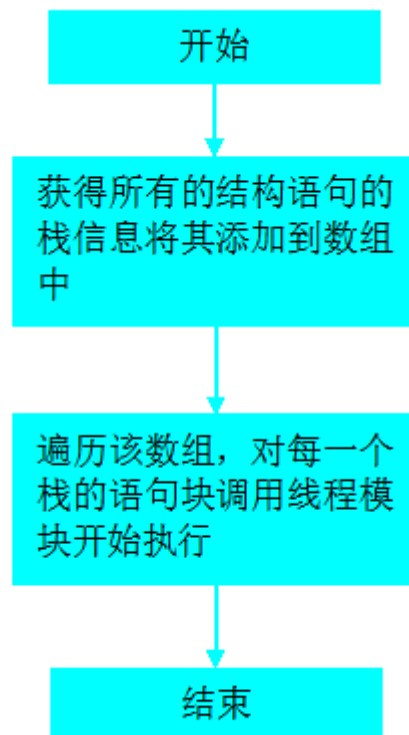 开始
获得所有的结构语句的
栈信息将其添加到数组
中
遍历该数组，对每一个
栈的语句块调用线程模
块开始执行
结束